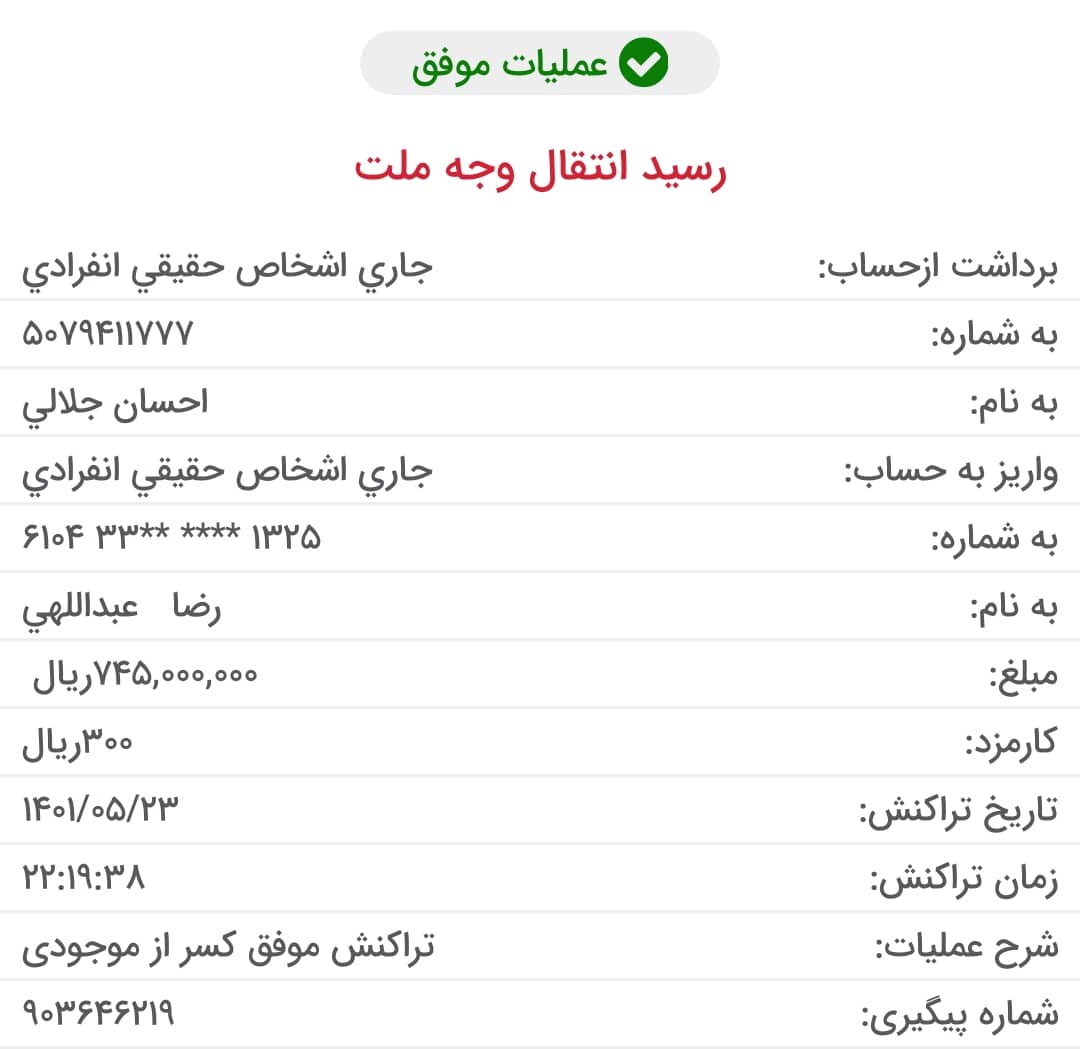 عملیات موفق
رسید انتقال وجه ملت
برداشت ازحساب: جاري اشخاص حقيقي انفرادي
به شماره: ۵۰۷۹۴۱۱۷۷۷
به نام: احسان جلالي
واریز به حساب: جاري اشخاص حقيقي انفرادي
به شماره: ۶۱۰۴ ۳۳** **** ۱۳۲۵
به نام: رضا عبداللهي
مبلغ: ۷۴۵,۰۰۰,۰۰۰ریال
کارمزد: ۳۰۰ریال
تاریخ تراکنش: ۱۴۰۱/۰۵/۲۳
زمان تراکنش: ۲۲:۱۹:۳۸
شرح عملیات: تراکنش موفق کسر از موجودی
شماره پیگیری: ۹۰۳۶۴۶۲۱۹